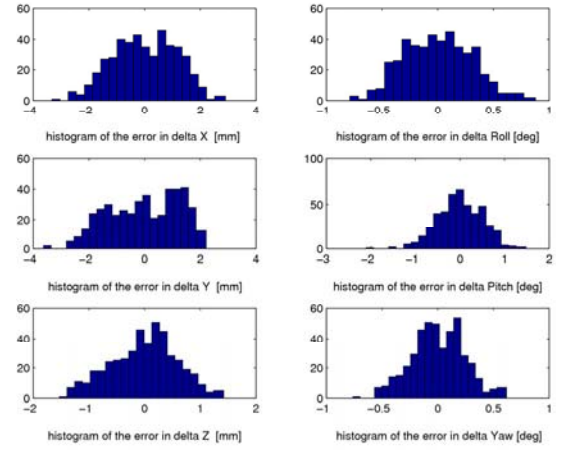 60
40
20
0
-4 -2 0 2 4
histogram of the error in delta X [mm]
60
40
20
0
-1 -0.5 0 0.5 1
histogram of the error in delta Roll [deg]
60
40
20
0
-4 -2 0 2 4
histogram of the error in delta Y [mm]
100
50
0
-3 -2 -1 0 1 2 3
histogram of the error in delta Pitch [deg]
60
40
20
0
-2 -1 0 1 2
histogram of the error in delta Z [mm]
60
40
20
0
-1 -0.5 0 0.5 1
histogram of the error in delta Yaw [deg]